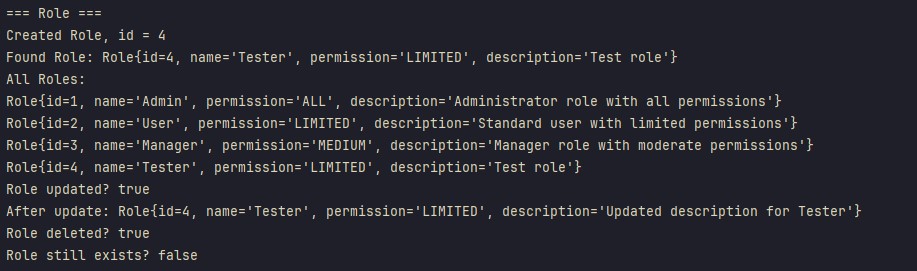 === Role ===
Created Role, id = 4
Found Role: Role{id=4, name='Tester', permission='LIMITED', description='Test role'}
All Roles:
Role{id=1, name='Admin', permission='ALL', description='Administrator role with all permissions'}
Role{id=2, name='User', permission='LIMITED', description='Standard user with limited permissions'}
Role{id=3, name='Manager', permission='MEDIUM', description='Manager role with moderate permissions'}
Role{id=4, name='Tester', permission='LIMITED', description='Test role'}
Role updated? true
After update: Role{id=4, name='Tester', permission='LIMITED', description='Updated description for Tester'}
Role deleted? true
Role still exists? false